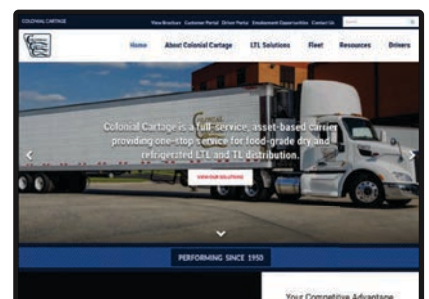 COLONIAL CARTAGE
View Brochure Customer Portal Driver Portal Employment Opportunities Contact Us
Home About Colonial Cartage LTL Solutions Fleet Resources Drivers
Colonial Cartage is a full-service, asset-based carrier
providing one-stop service for food-grade dry and
refrigerated LTL and TL distribution.
VIEW OUR SOLUTIONS
PERFORMING SINCE 1950
Your Competitive Advantage